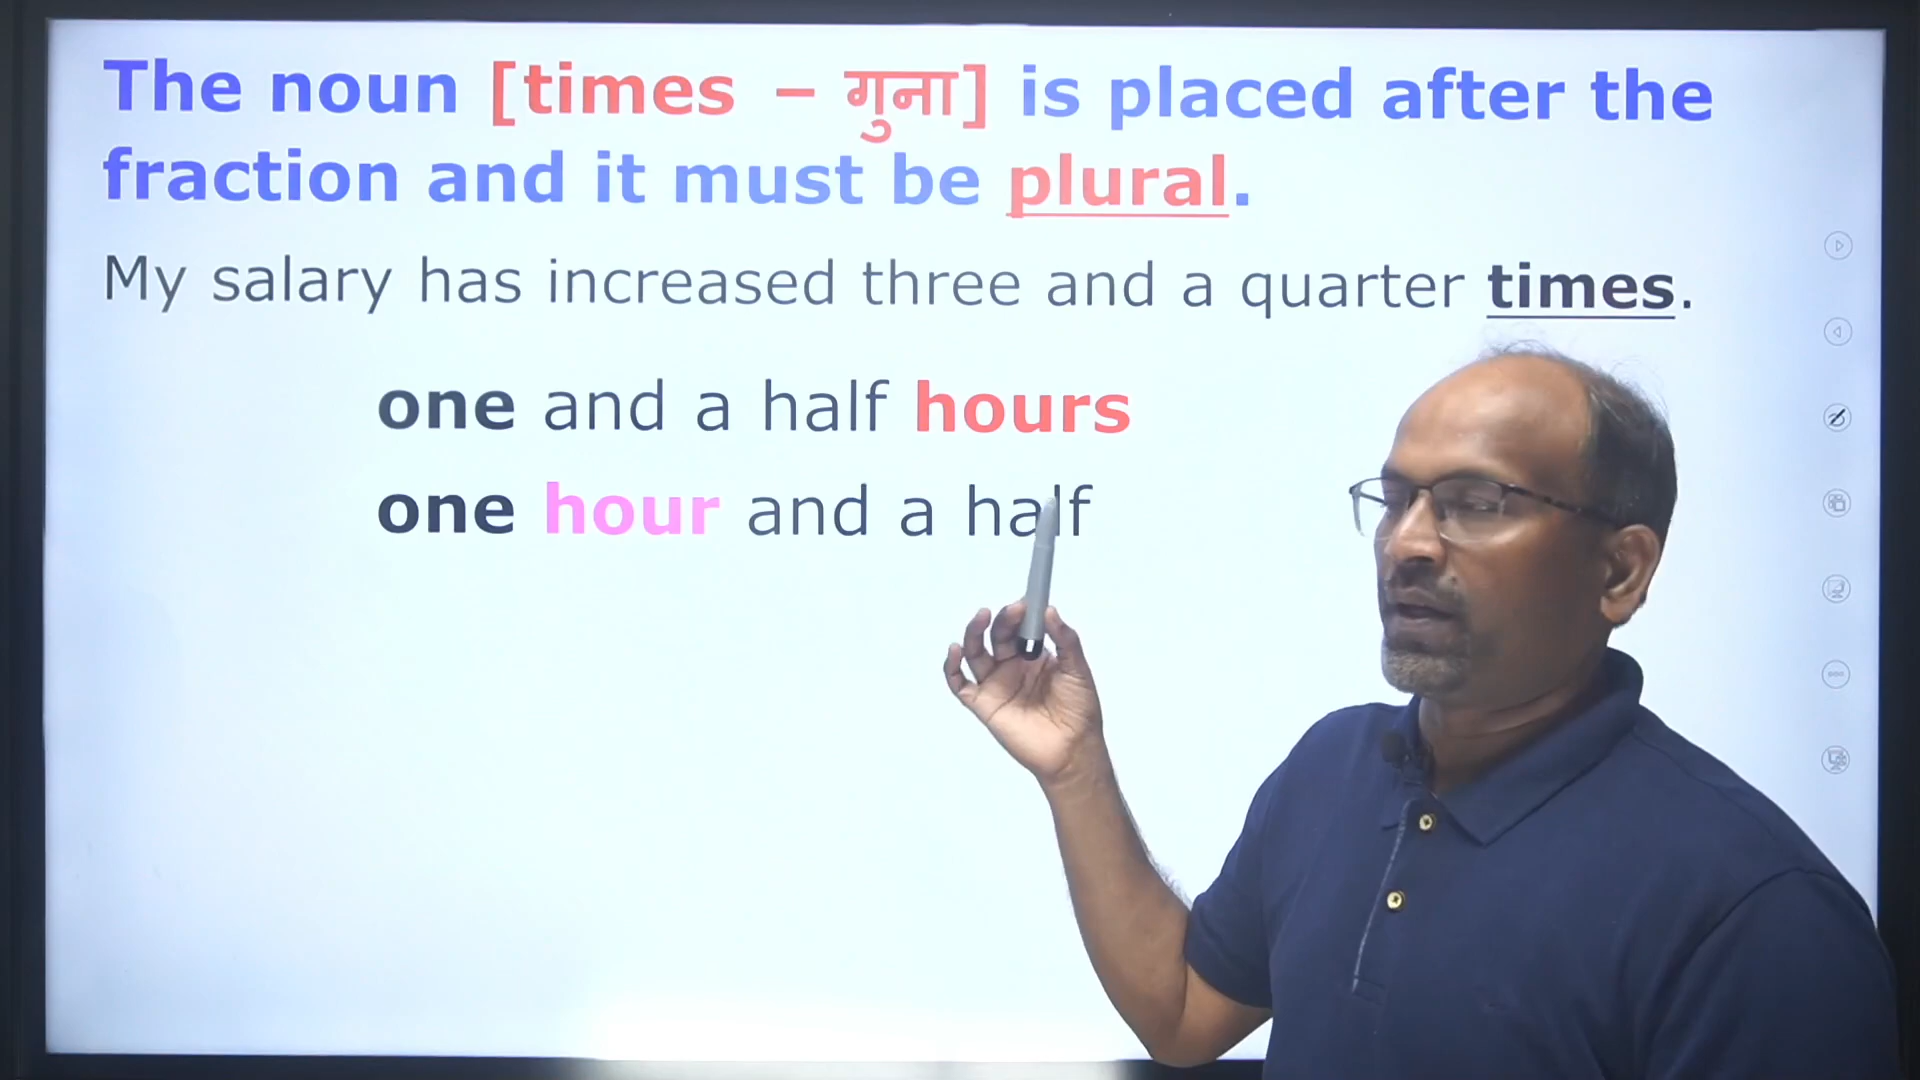 The noun [times – गुना] is placed after the
fraction and it must be plural.
My salary has increased three and a quarter times.
one and a half hours
one hour and a half